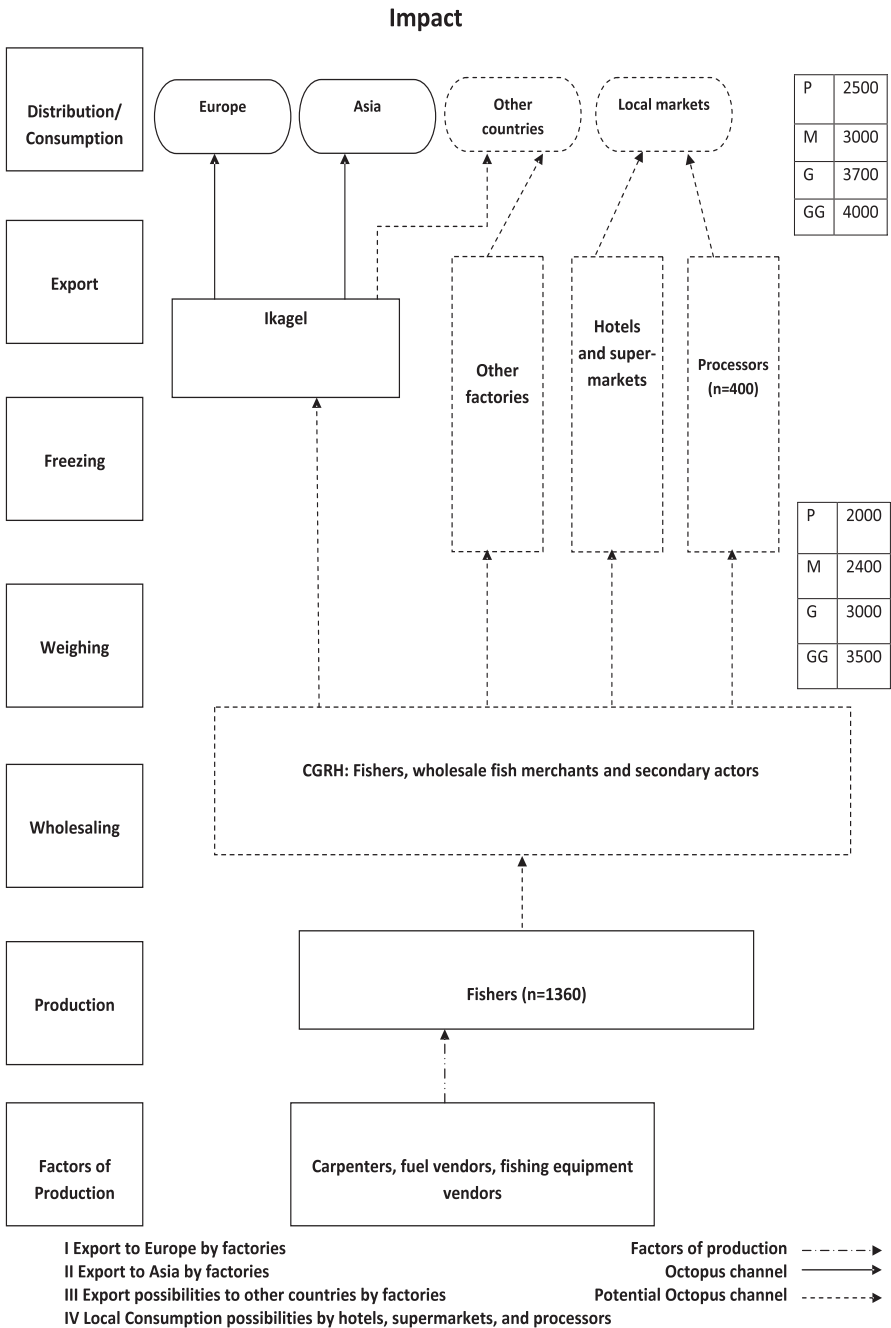 Impact
Distribution/
Consumption
Europe
Asia
Other
countries
Local markets
P 2500
M 3000
G 3700
GG 4000
Export
Ikagel
Other
factories
Hotels
and super-
markets
Processors
(n=400)
Freezing
P 2000
M 2400
G 3000
GG 3500
Weighing
CGRH: Fishers, wholesale fish merchants and secondary actors
Wholesaling
Production
Fishers (n=1360)
Factors of
Production
Carpenters, fuel vendors, fishing equipment
vendors
I Export to Europe by factories
II Export to Asia by factories
III Export possibilities to other countries by factories
IV Local Consumption possibilities by hotels, supermarkets, and processors
Factors of production
Octopus channel
Potential Octopus channel